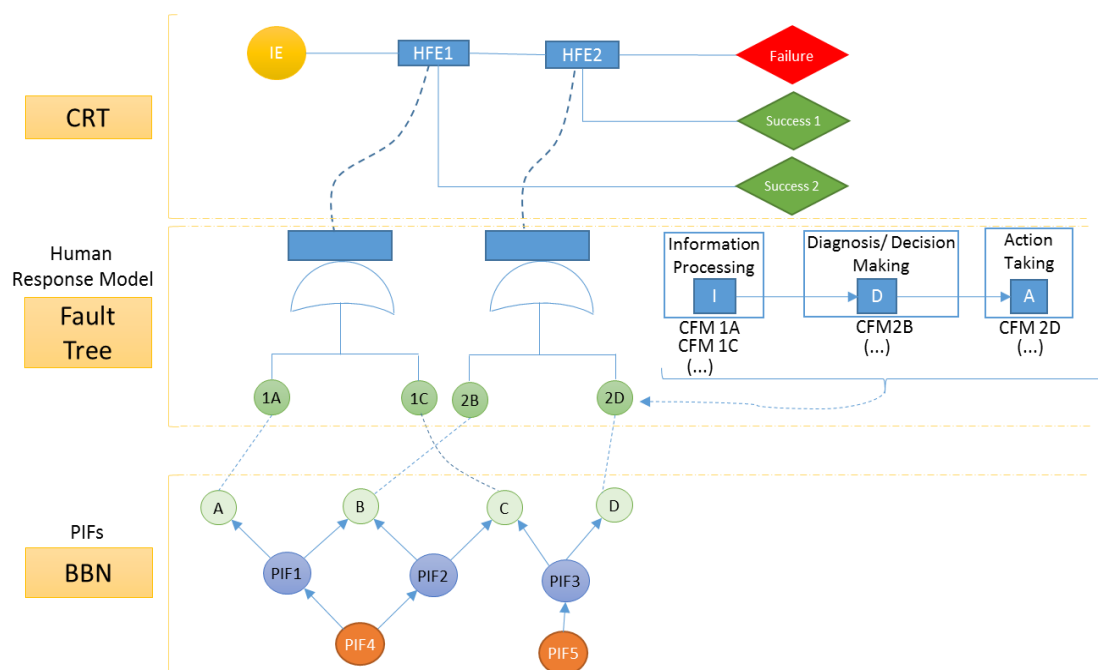 IE
HFE1
HFE2
Failure
CRT
Success 1
Success 2
Human
Response Model
Fault
Tree
Information
Processing
I
CFM 1A
CFM 1C
(...)
Diagnosis/ Decision
Making
D
CFM2B
(...)
Action
Taking
A
CFM 2D
(...)
1A
1C
2B
2D
PIFs
BBN
A
B
C
D
PIF1
PIF2
PIF3
PIF4
PIF5